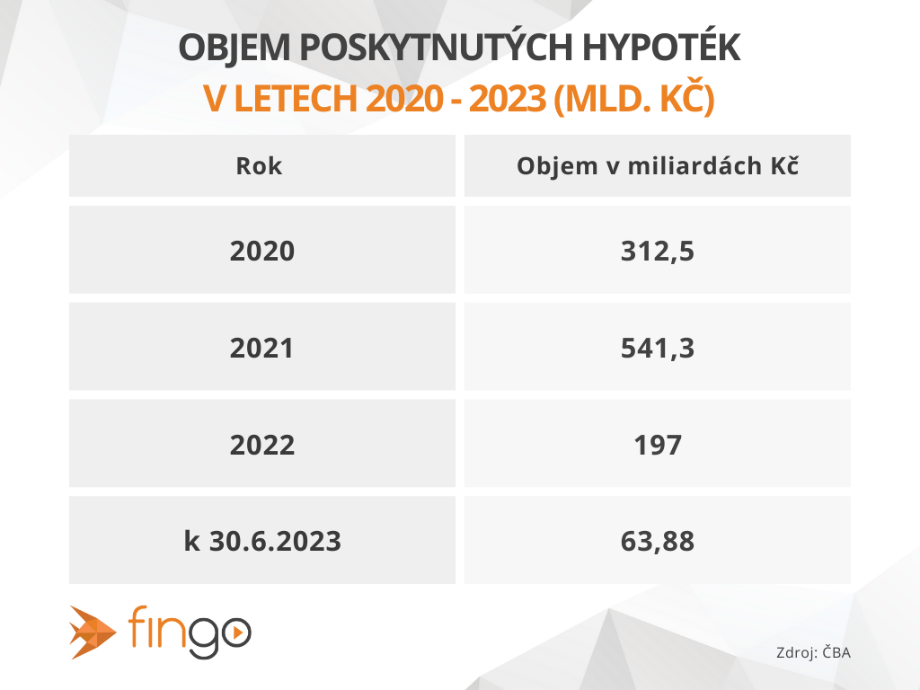 OBJEM POSKYTNUTÝCH HYPOTÉK
V LETECH 2020 - 2023 (MLD. KČ)
Rok Objem v miliardách Kč
2020 312,5
2021 541,3
2022 197
k 30.6.2023 63,88
fingo
Zdroj: ČBA